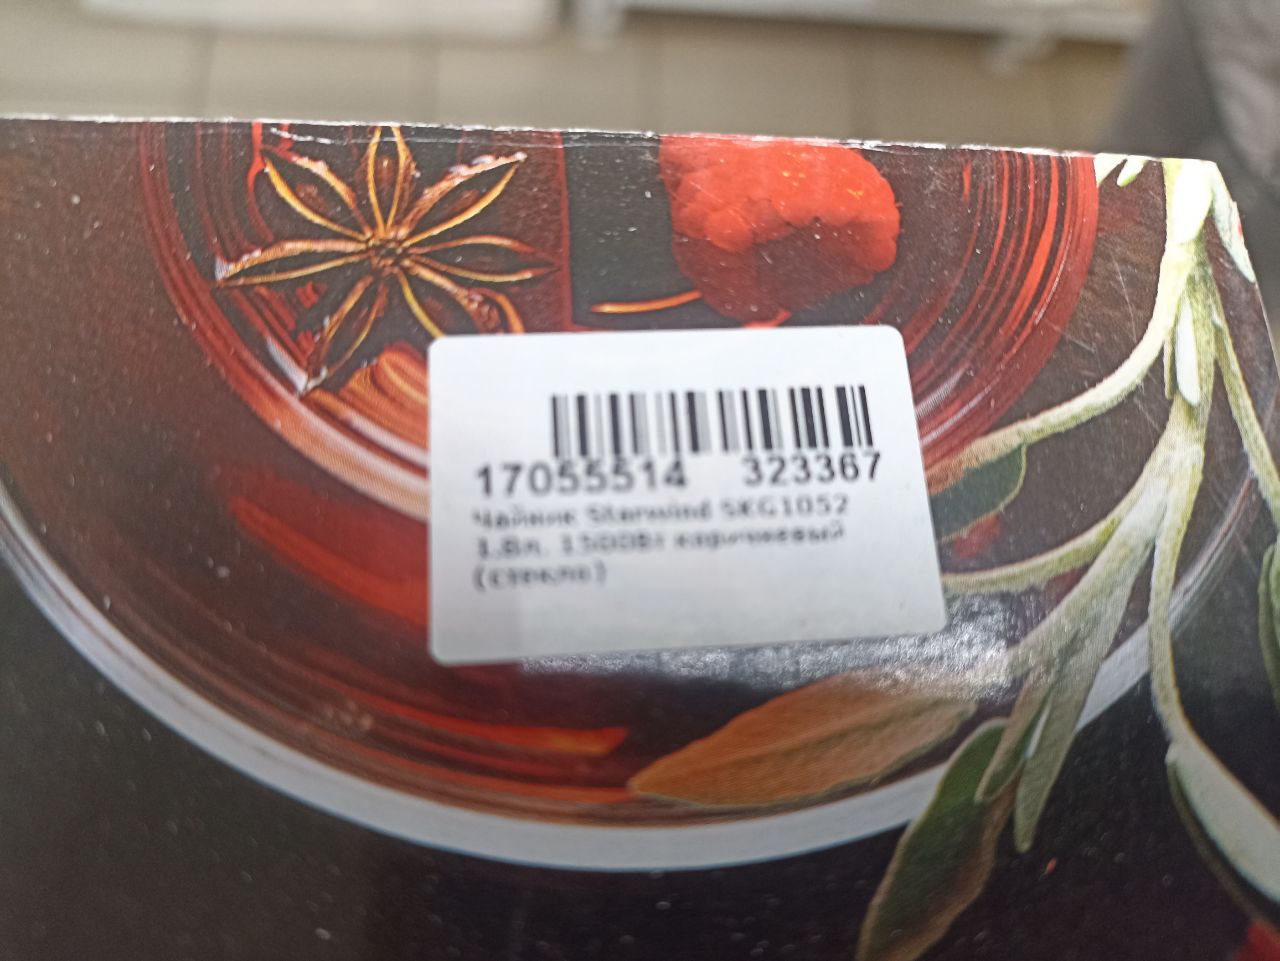 17055514 323367
Чайник Starwind SKG1052
1.8л. 1500Вт коричневый
(стекло)